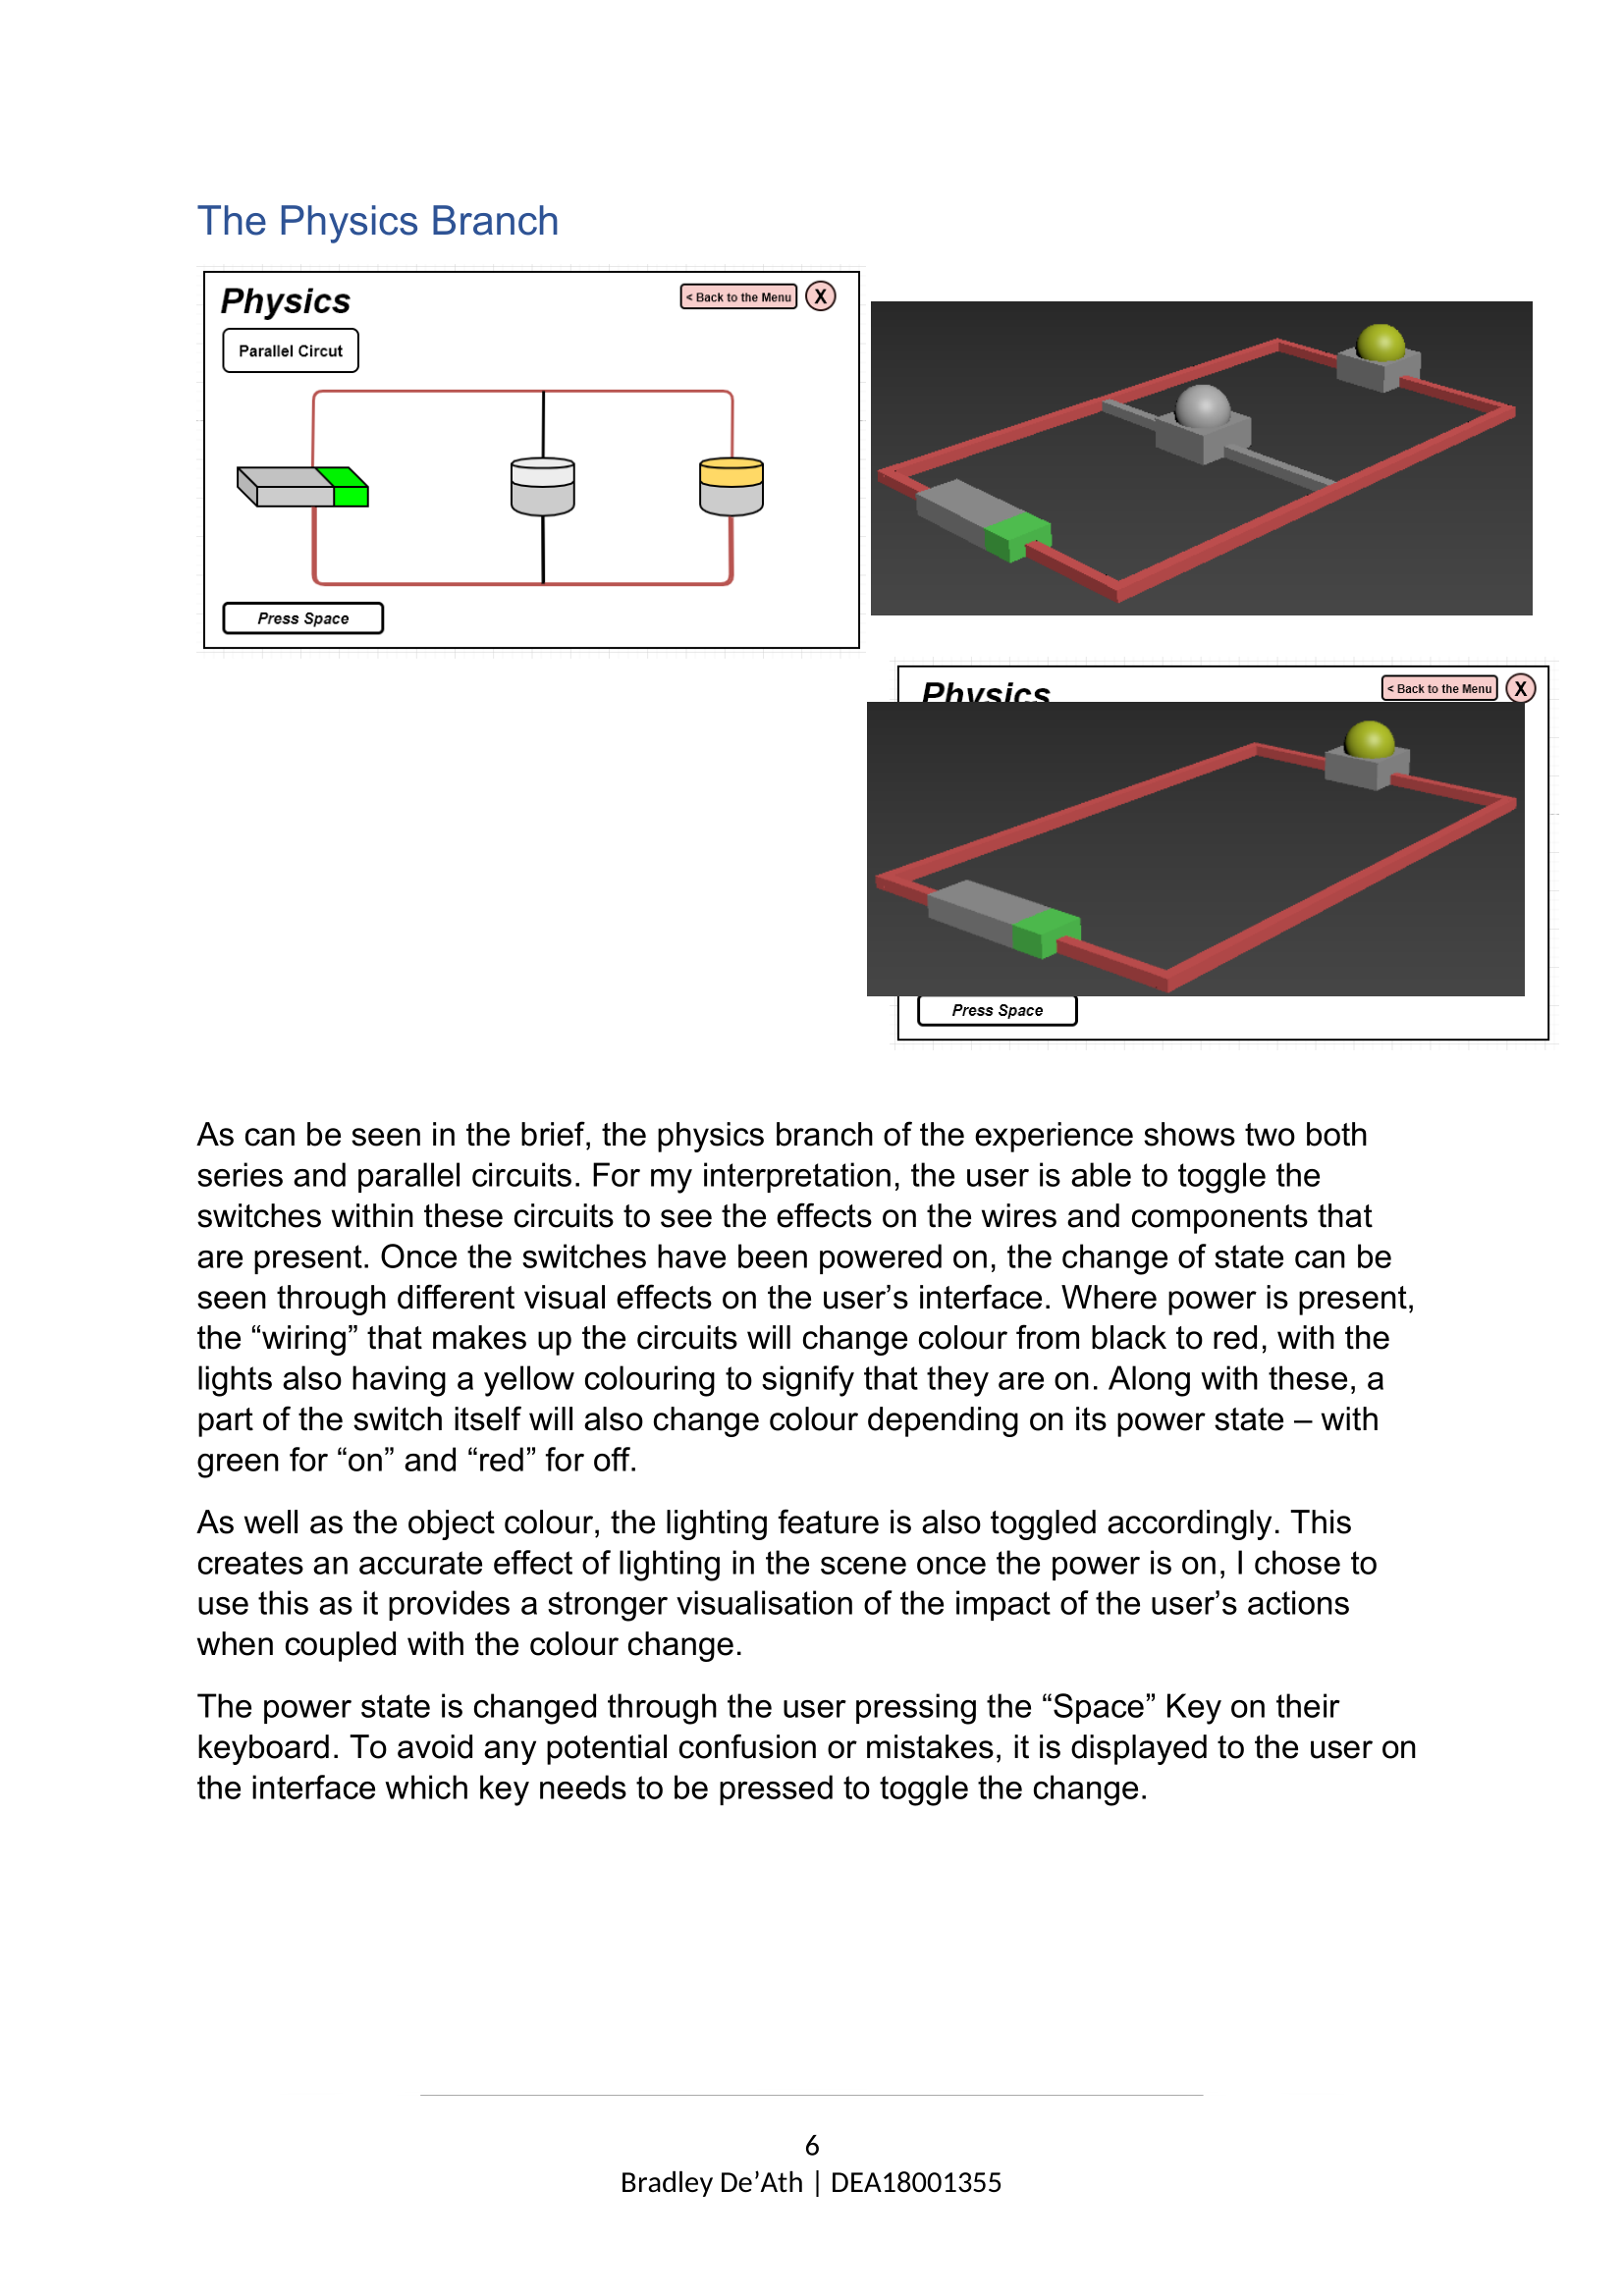 The Physics Branch
Physics
< Back to the Menu
X
Parallel Circut
Press Space
Physics
< Back to the Menu
X
Press Space
As can be seen in the brief, the physics branch of the experience shows two both
series and parallel circuits. For my interpretation, the user is able to toggle the
switches within these circuits to see the effects on the wires and components that
are present. Once the switches have been powered on, the change of state can be
seen through different visual effects on the user’s interface. Where power is present,
the “wiring” that makes up the circuits will change colour from black to red, with the
lights also having a yellow colouring to signify that they are on. Along with these, a
part of the switch itself will also change colour depending on its power state – with
green for “on” and “red” for off.
As well as the object colour, the lighting feature is also toggled accordingly. This
creates an accurate effect of lighting in the scene once the power is on, I chose to
use this as it provides a stronger visualisation of the impact of the user’s actions
when coupled with the colour change.
The power state is changed through the user pressing the “Space” Key on their
keyboard. To avoid any potential confusion or mistakes, it is displayed to the user on
the interface which key needs to be pressed to toggle the change.
6
Bradley De’Ath | DEA18001355